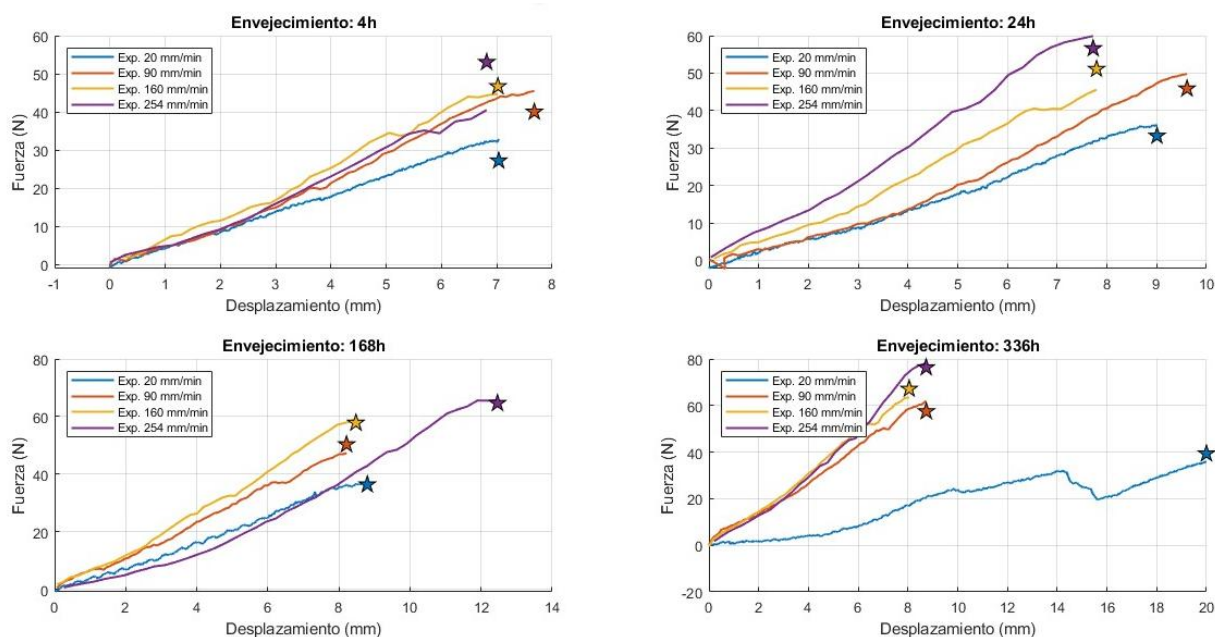 Envejecimiento: 4h
60
50
40
30
20
10
0
Fuerza (N)
Exp. 20 mm/min
Exp. 90 mm/min
Exp. 160 mm/min
Exp. 254 mm/min
-1 0 1 2 3 4 5 6 7 8
Desplazamiento (mm)
Envejecimiento: 24h
60
50
40
30
20
10
0
Fuerza (N)
Exp. 20 mm/min
Exp. 90 mm/min
Exp. 160 mm/min
Exp. 254 mm/min
0 1 2 3 4 5 6 7 8 9 10
Desplazamiento (mm)
Envejecimiento: 168h
80
60
40
20
0
Fuerza (N)
Exp. 20 mm/min
Exp. 90 mm/min
Exp. 160 mm/min
Exp. 254 mm/min
0 2 4 6 8 10 12 14
Desplazamiento (mm)
Envejecimiento: 336h
80
60
40
20
0
-20
Fuerza (N)
Exp. 20 mm/min
Exp. 90 mm/min
Exp. 160 mm/min
Exp. 254 mm/min
0 2 4 6 8 10 12 14 16 18 20
Desplazamiento (mm)